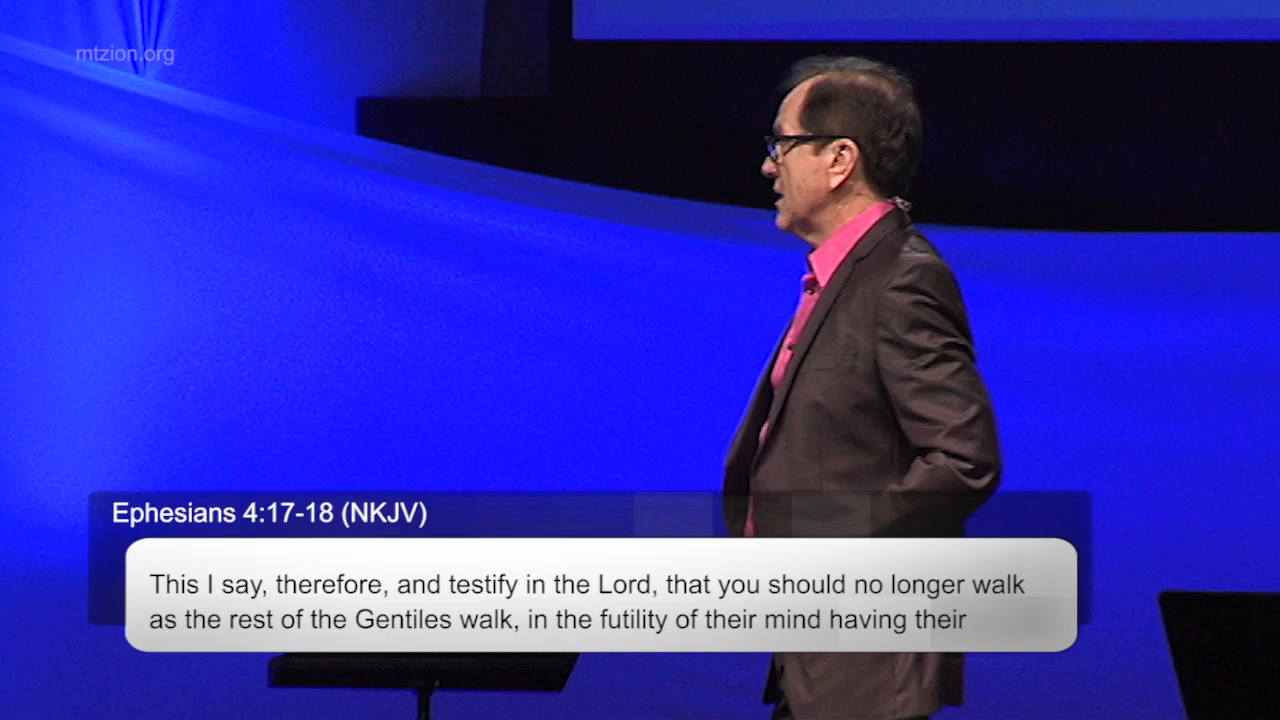 mtzion.org
Ephesians 4:17-18 (NKJV)
This I say, therefore, and testify in the Lord, that you should no longer walk
as the rest of the Gentiles walk, in the futility of their mind having their